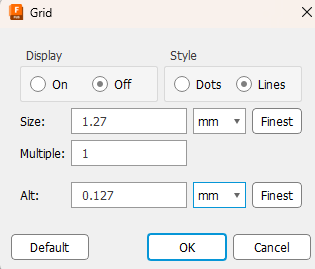 Grid
Display
Style
On Off Dots Lines
Size: 1.27 mm Finest
Multiple: 1
Alt: 0.127 mm Finest
Default OK Cancel